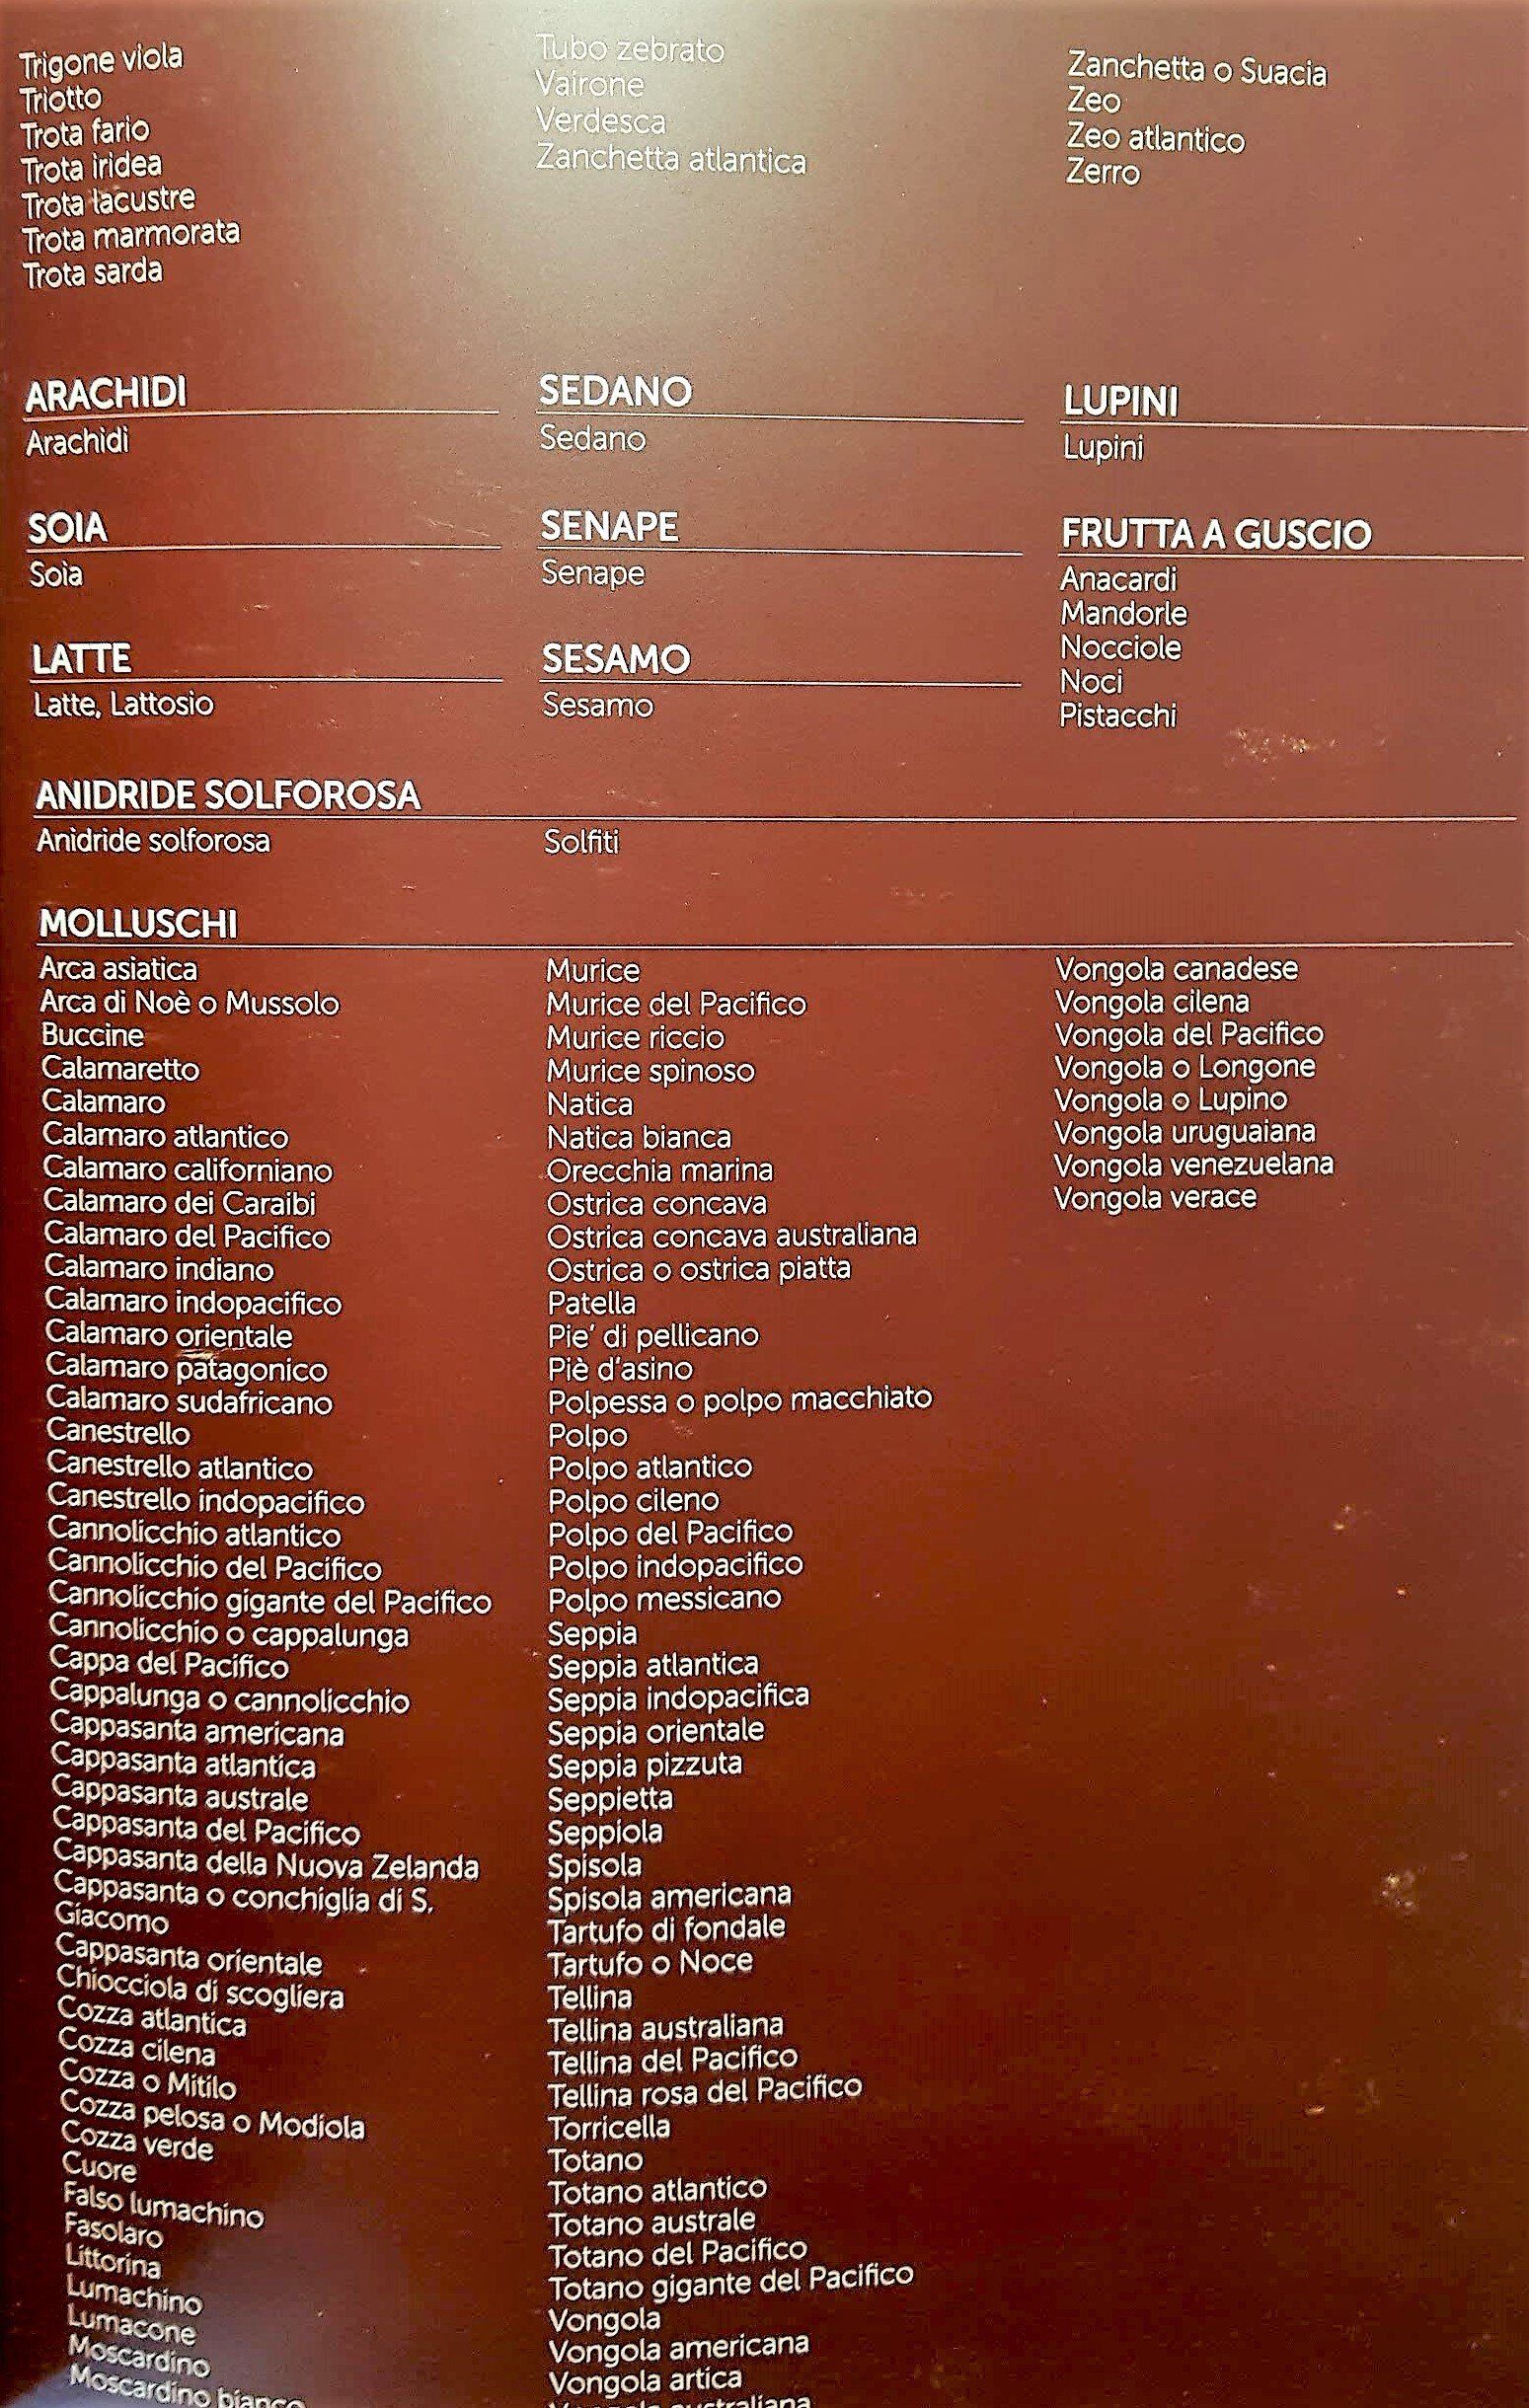 Trigone viola
Triotto
Trota fario
Trota iridea
Trota lacustre
Trota marmorata
Trota sarda
Tubo zebrato
Vairone
Verdesca
Zanchetta atlantica
Zanchetta o Suacia
Zeo
Zeo atlantico
Zerro
ARACHIDI
Arachidi
SEDANO
Sedano
LUPINI
Lupini
SOIA
Soia
SENAPE
Senape
FRUTTA A GUSCIO
Anacardi
Mandorle
Nocciole
Noci
Pistacchi
LATTE
Latte, Lattosio
SESAMO
Sesamo
ANIDRIDE SOLFOROSA
Anidride solforosa
Solfiti
MOLLUSCHI
Arca asiatica
Arca di Noè o Mussolo
Buccine
Calamaretto
Calamaro
Calamaro atlantico
Calamaro californiano
Calamaro dei Caraibi
Calamaro del Pacifico
Calamaro indiano
Calamaro indopacifico
Calamaro orientale
Calamaro patagonico
Calamaro sudafricano
Canestrello
Canestrello atlantico
Canestrello indopacifico
Cannolicchio atlantico
Cannolicchio del Pacifico
Cannolicchio gigante del Pacifico
Cannolicchio o cappalunga
Cappa del Pacifico
Cappalunga o cannolicchio
Cappasanta americana
Cappasanta atlantica
Cappasanta australe
Cappasanta del Pacifico
Cappasanta della Nuova Zelanda
Cappasanta o conchiglia di S.
Giacomo
Cappasanta orientale
Chiocciola di scogliera
Cozza atlantica
Cozza cilena
Cozza o Mitilo
Cozza pelosa o Modiola
Cozza verde
Cuore
Falso lumachino
Fasolaro
Littorina
Lumachino
Lumacone
Moscardino
Moscardino bianco
Murice
Murice del Pacifico
Murice riccio
Murice spinoso
Natica
Natica bianca
Orecchia marina
Ostrica concava
Ostrica concava australiana
Ostrica o ostrica piatta
Patella
Pie' di pellicano
Piè d'asino
Polpessa o polpo macchiato
Polpo
Polpo atlantico
Polpo cileno
Polpo del Pacifico
Polpo indopacifico
Polpo messicano
Seppia
Seppia atlantica
Seppia indopacifica
Seppia orientale
Seppia pizzuta
Seppietta
Seppiola
Spisola
Spisola americana
Tartufo di fondale
Tartufo o Noce
Tellina
Tellina australiana
Tellina del Pacifico
Tellina rosa del Pacifico
Torricella
Totano
Totano atlantico
Totano australe
Totano del Pacifico
Totano gigante del Pacifico
Vongola
Vongola americana
Vongola artica
Vongola australiana
Vongola canadese
Vongola cilena
Vongola del Pacifico
Vongola o Longone
Vongola o Lupino
Vongola uruguaiana
Vongola venezuelana
Vongola verace